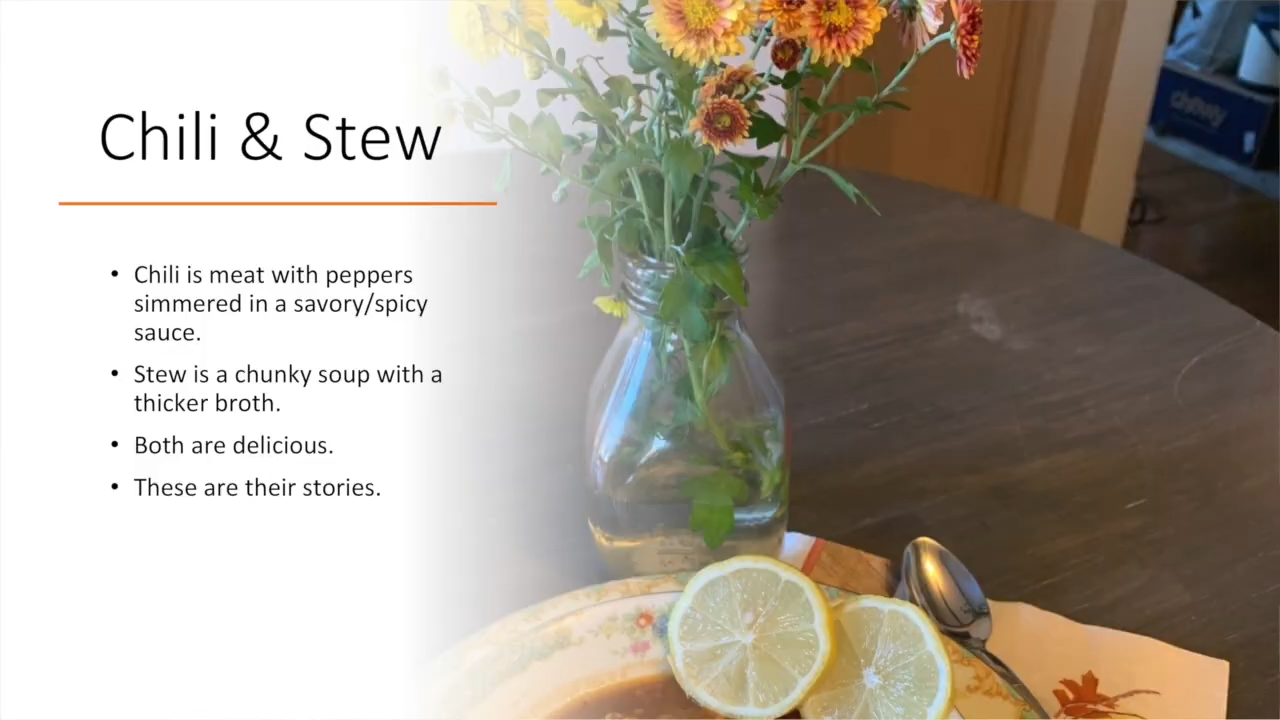 Chili & Stew
• Chili is meat with peppers
simmered in a savory/spicy
sauce.
• Stew is a chunky soup with a
thicker broth.
• Both are delicious.
• These are their stories.
chewy